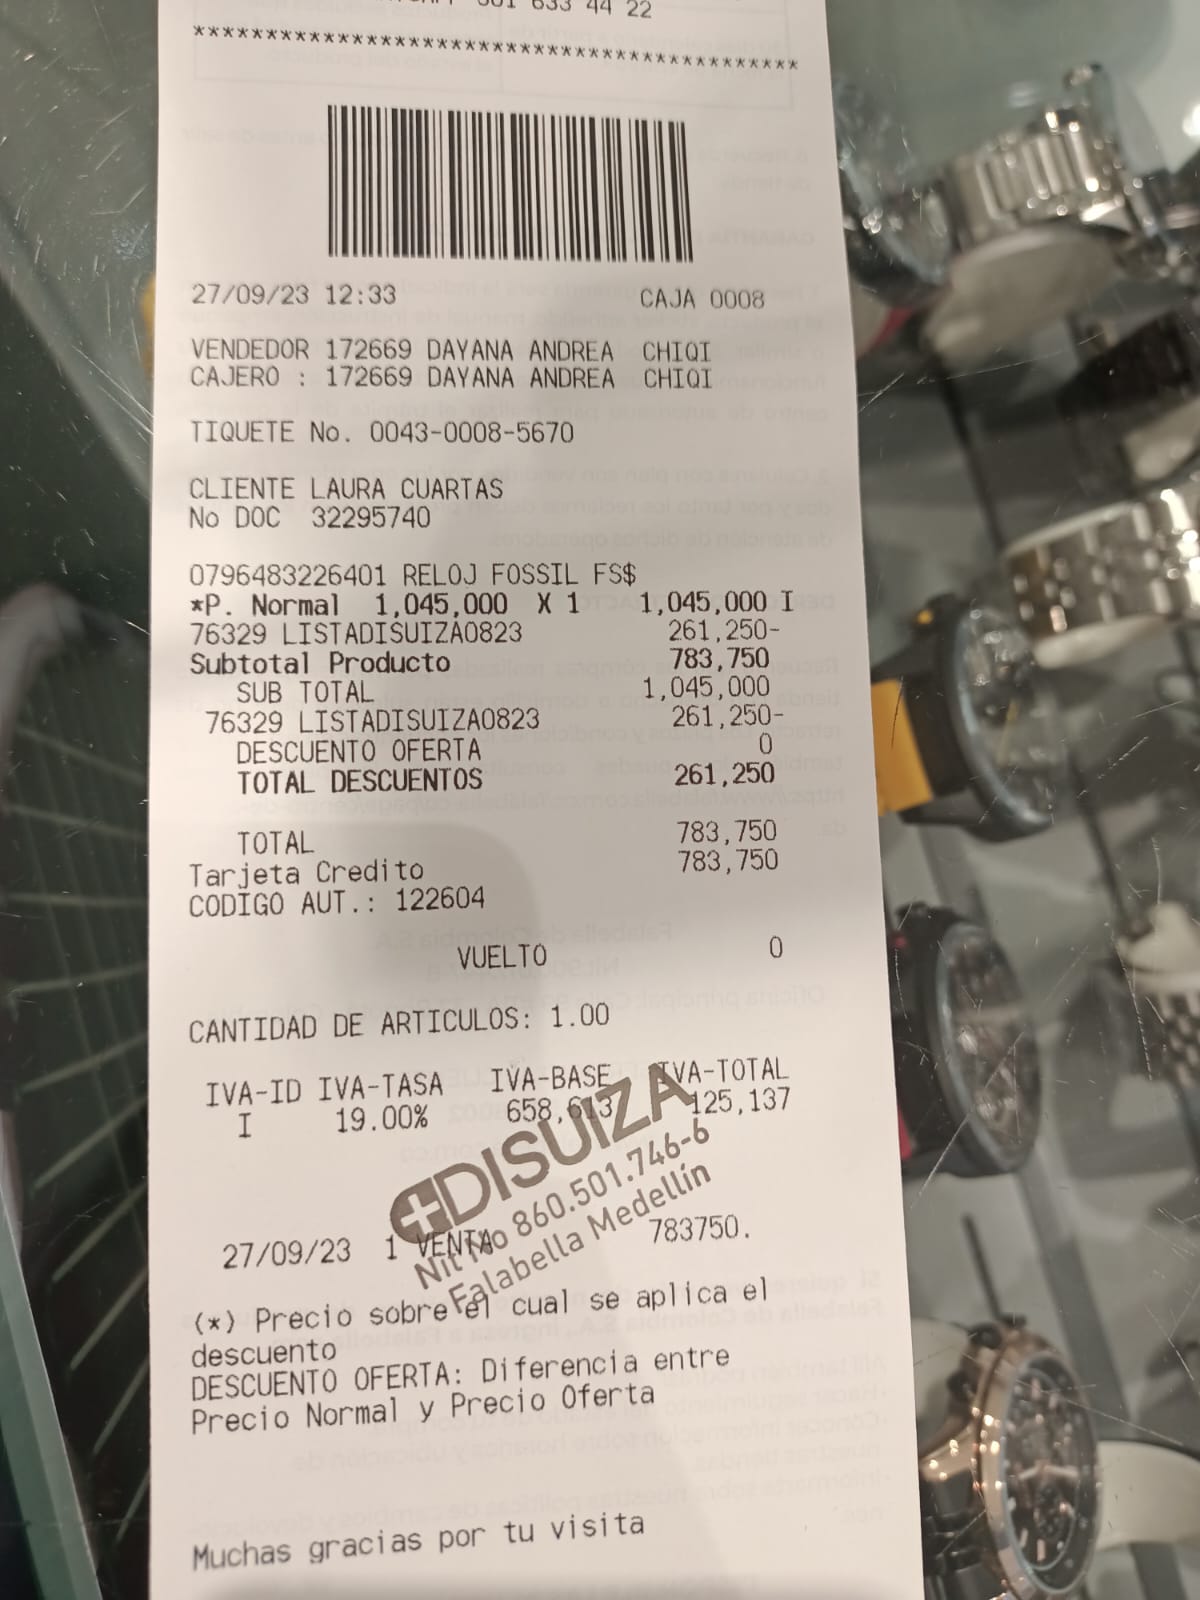 601 633 44 22
******************************************
27/09/23 12:33 CAJA 0008
VENDEDOR 172669 DAYANA ANDREA CHIQI
CAJERO : 172669 DAYANA ANDREA CHIQI
TIQUETE No. 0043-0008-5670
CLIENTE LAURA CUARTAS
No DOC 32295740
0796483226401 RELOJ FOSSIL FS$
*P. Normal 1,045,000 X 1 1,045,000 I
76329 LISTADISUIZA0823 261,250-
Subtotal Producto 783,750
SUB TOTAL 1,045,000
76329 LISTADISUIZA0823 261,250-
DESCUENTO OFERTA 0
TOTAL DESCUENTOS 261,250
TOTAL 783,750
Tarjeta Credito 783,750
CODIGO AUT.: 122604
VUELTO 0
CANTIDAD DE ARTICULOS: 1.00
IVA-ID IVA-TASA IVA-BASE IVA-TOTAL
I 19.00% 658,613 125,137
DISUIZA
Nit No 860.501.746-6
Falabella Medellín
27/09/23 1 VENTA 783750.
(*) Precio sobre el cual se aplica el
descuento
DESCUENTO OFERTA: Diferencia entre
Precio Normal y Precio Oferta
Muchas gracias por tu visita